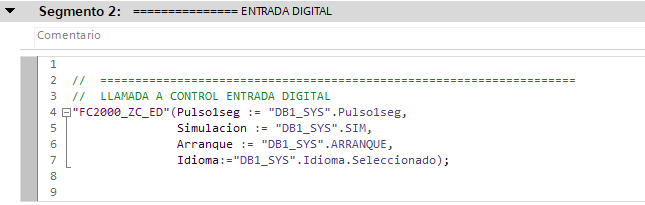 Segmento 2: =============== ENTRADA DIGITAL
Comentario
1
2 // ====================================================================
3 // LLAMADA A CONTROL ENTRADA DIGITAL
4 "FC2000_ZC_ED"(Pulso1seg := "DB1_SYS".Pulso1seg,
5 Simulacion := "DB1_SYS".SIM,
6 Arranque := "DB1_SYS".ARRANQUE,
7 Idioma:="DB1_SYS".Idioma.Seleccionado);
8
9